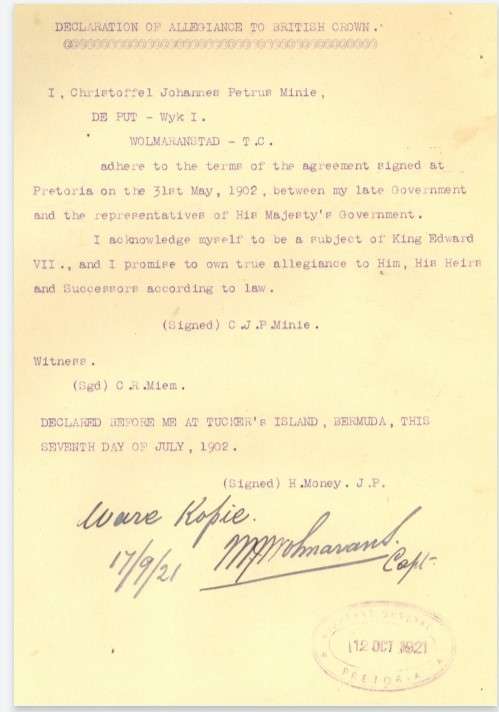 DECLARATION OF ALLEGIANCE TO BRITISH CROWN.
@@@@@@@@@@@@@@@@@@@@@@@@@@@@@@@@@@@@@@@@@@
I, Christoffel Johannes Petrus Minie,
DE PUT - Wyk I.
WOLMARANSTAD - T.C.
adhere to the terms of the agreement signed at
Pretoria on the 31st May, 1902, between my late Government
and the representatives of His Majesty's Government.
I acknowledge myself to be a subject of King Edward
VII., and I promise to own true allegiance to Him, His Heirs
and Successors according to law.
(Signed) C.J.P.Minie.
Witness.
(Sgd) C.R.Miem.
DECLARED BEFORE ME AT TUCKER's ISLAND, BERMUDA, THIS
SEVENTH DAY OF JULY, 1902.
(Signed) H.Money. J.P.
Ware Kopie.
17/9/21 Wolmarans. Capt
12 OCT 1921
PRETORIA